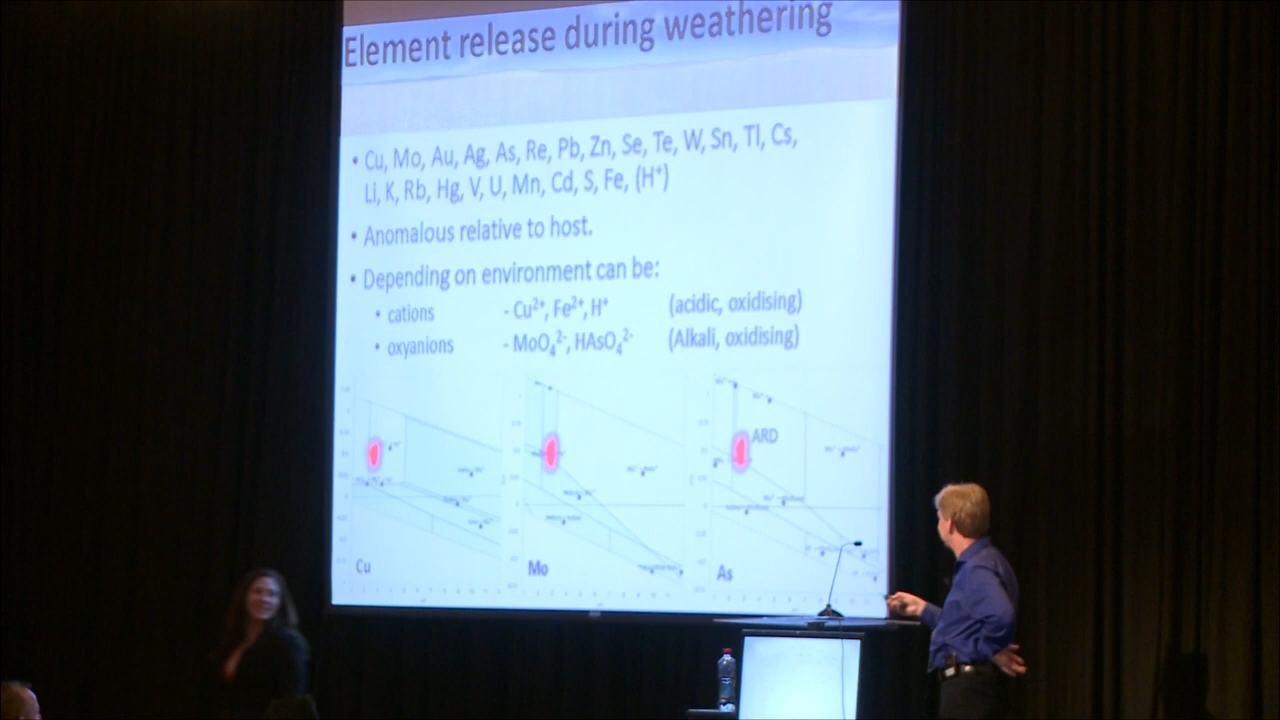 Element release during weathering
• Cu, Mo, Au, Ag, As, Re, Pb, Zn, Se, Te, W, Sn, Tl, Cs,
Li, K, Rb, Hg, V, U, Mn, Cd, S, Fe, (H⁺)
• Anomalous relative to host.
• Depending on environment can be:
• cations - Cu²⁺, Fe²⁺, H⁺ (acidic, oxidising)
• oxyanions - MoO₄²⁻, HAsO₄²⁻ (Alkali, oxidising)
ARD
Cu Mo As